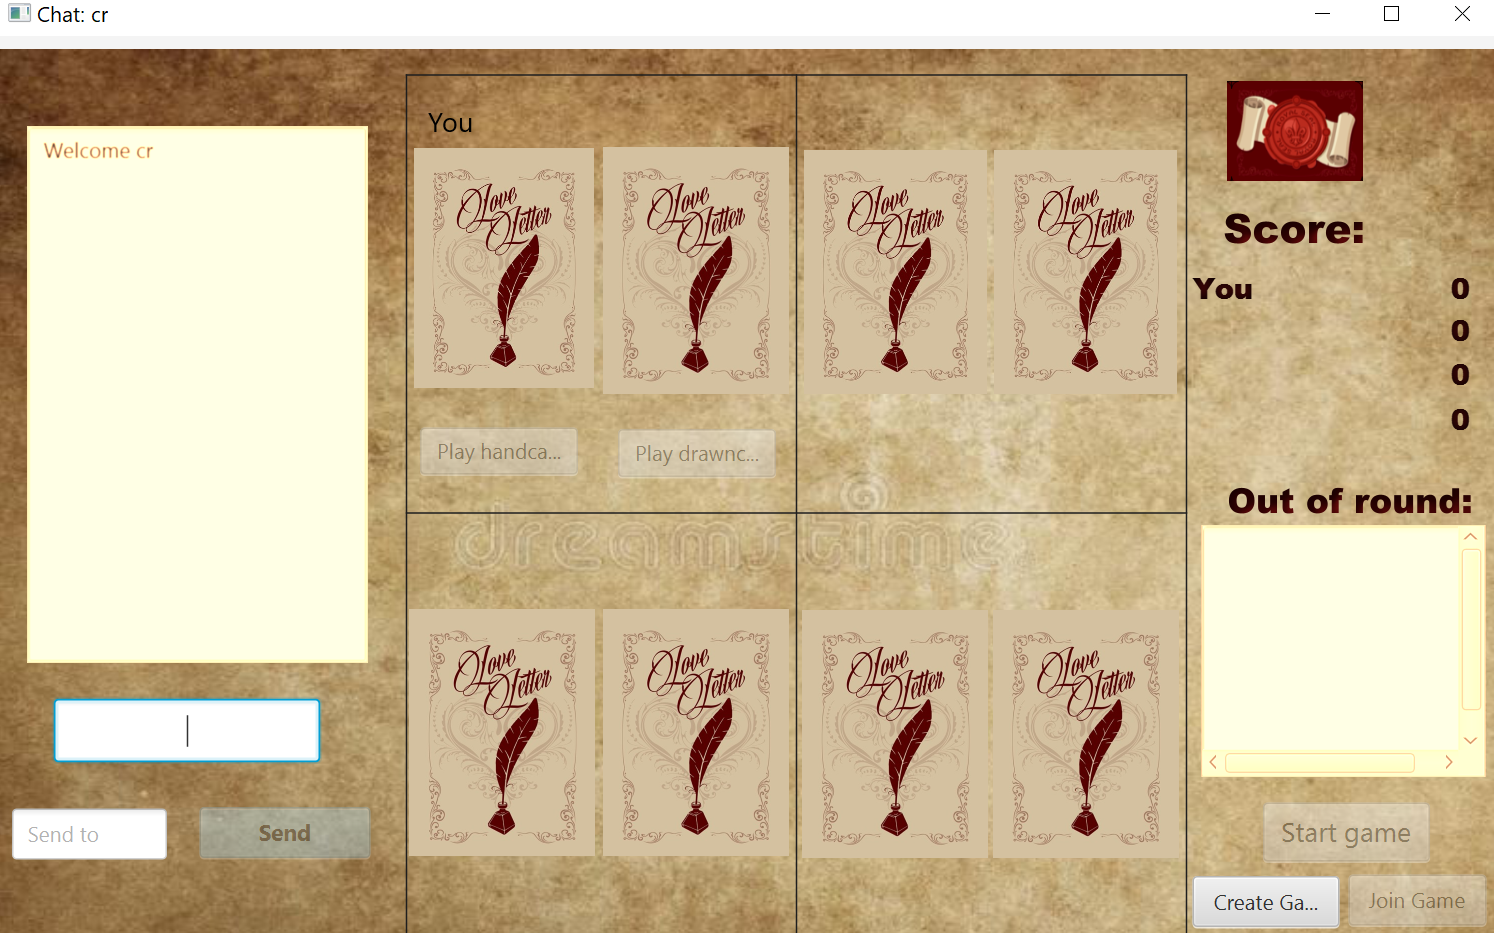 Chat: cr
Welcome cr
Send to
Send
You
Love
Letter
Love
Letter
Love
Letter
Love
Letter
Play handca...
Play drawnc...
dreamstime
Love
Letter
Love
Letter
Love
Letter
Love
Letter
Score:
You 0
0
0
0
Out of round:
Start game
Create Ga...
Join Game